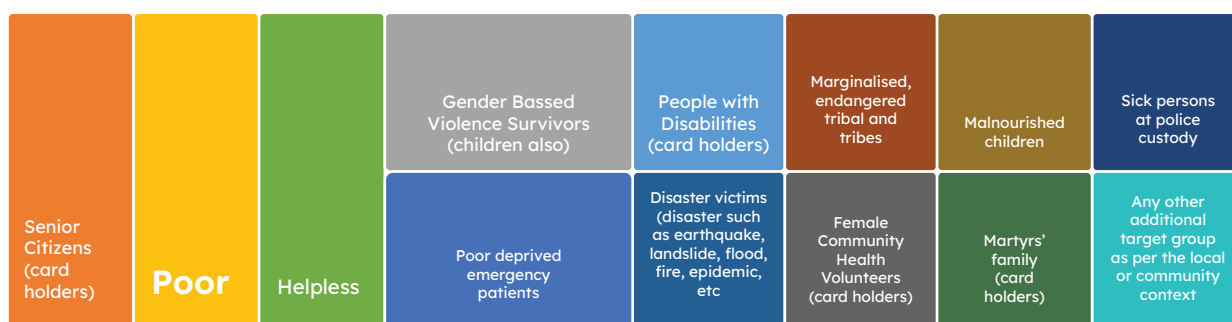 Senior
Citizens
(card
holders)
Poor
Helpless
Gender Bassed
Violence Survivors
(children also)
People with
Disabilities
(card holders)
Marginalised,
endangered
tribal and
tribes
Malnourished
children
Sick persons
at police
custody
Poor deprived
emergency
patients
Disaster victims
(disaster such
as earthquake,
landslide, flood,
fire, epidemic,
etc
Female
Community
Health
Volunteers
(card holders)
Martyrs’
family
(card
holders)
Any other
additional
target group
as per the local
or community
context